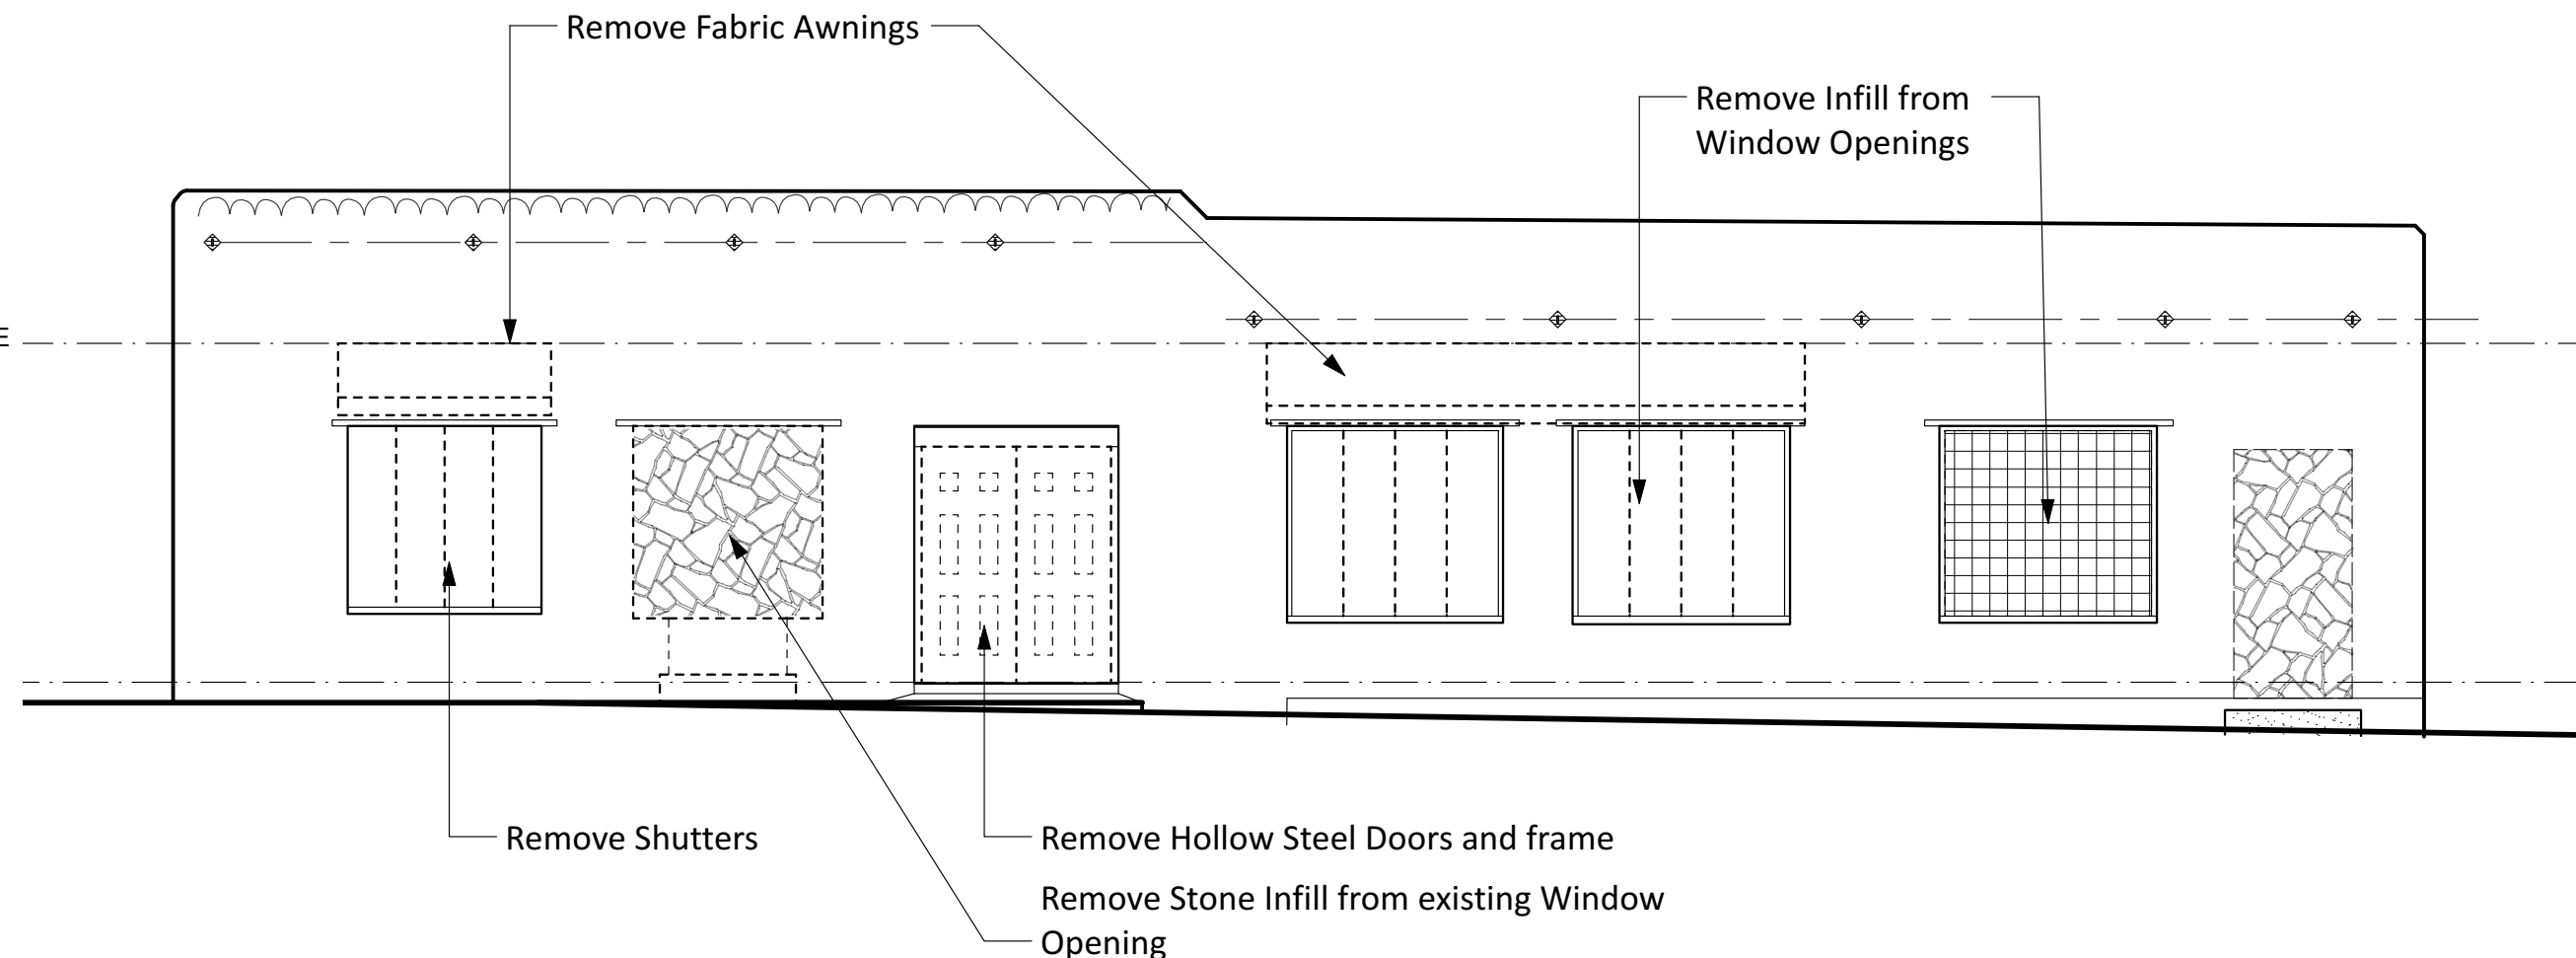 Remove Fabric Awnings
Remove Infill from
Window Openings
E
Remove Shutters
Remove Hollow Steel Doors and frame
Remove Stone Infill from existing Window
Opening